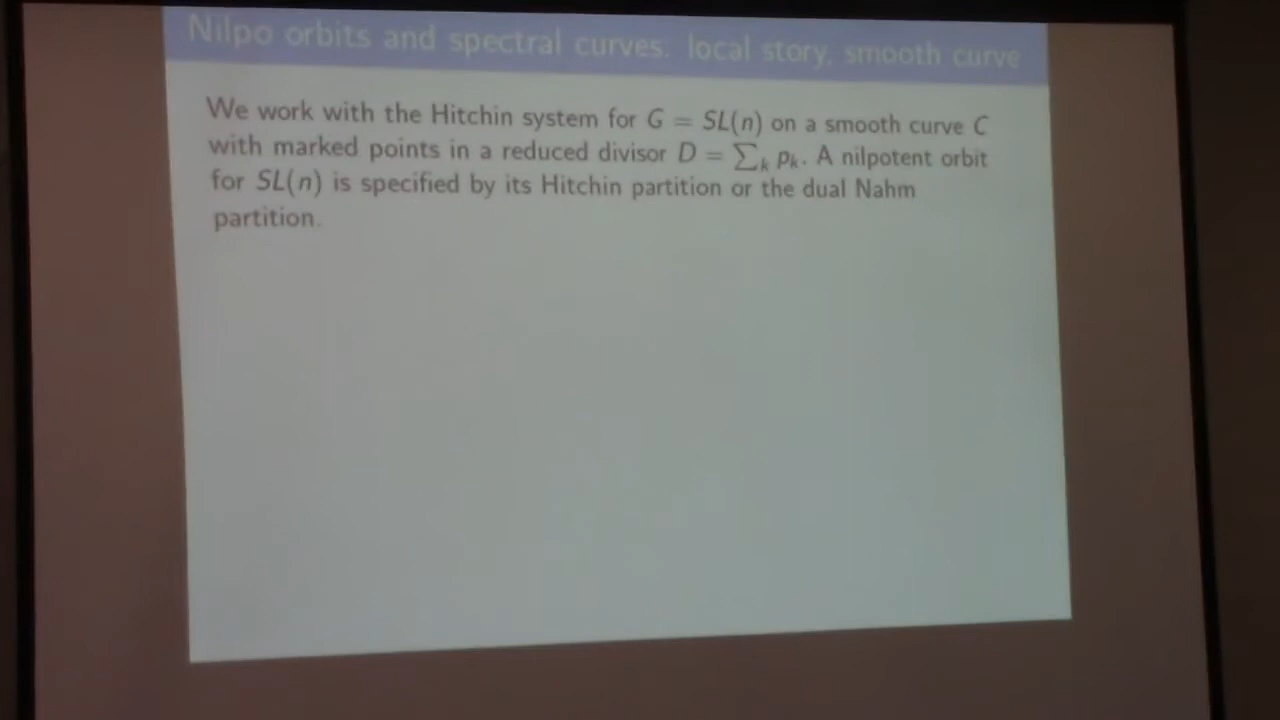 Nilpo orbits and spectral curves: local story, smooth curve
We work with the Hitchin system for G = SL(n) on a smooth curve C
with marked points in a reduced divisor D = ∑ₖ pₖ. A nilpotent orbit
for SL(n) is specified by its Hitchin partition or the dual Nahm
partition.